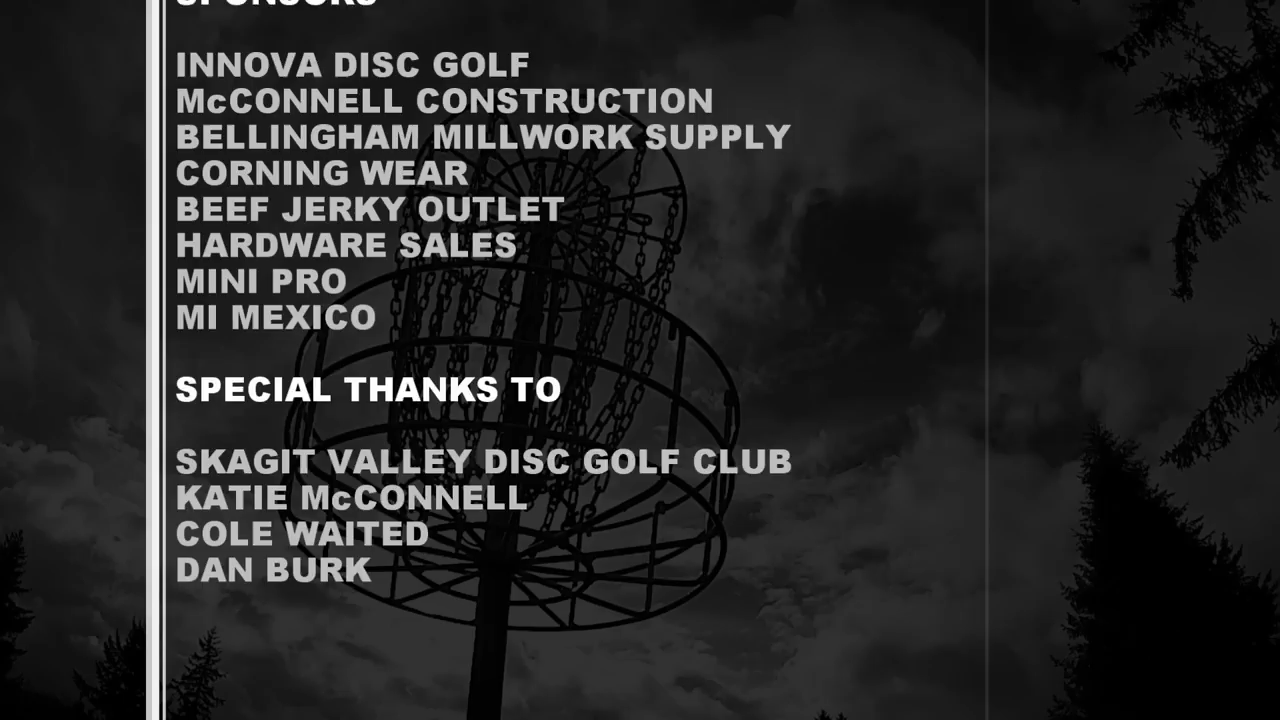 SPONSORS
INNOVA DISC GOLF
McCONNELL CONSTRUCTION
BELLINGHAM MILLWORK SUPPLY
CORNING WEAR
BEEF JERKY OUTLET
HARDWARE SALES
MINI PRO
MI MEXICO
SPECIAL THANKS TO
SKAGIT VALLEY DISC GOLF CLUB
KATIE McCONNELL
COLE WAITED
DAN BURK